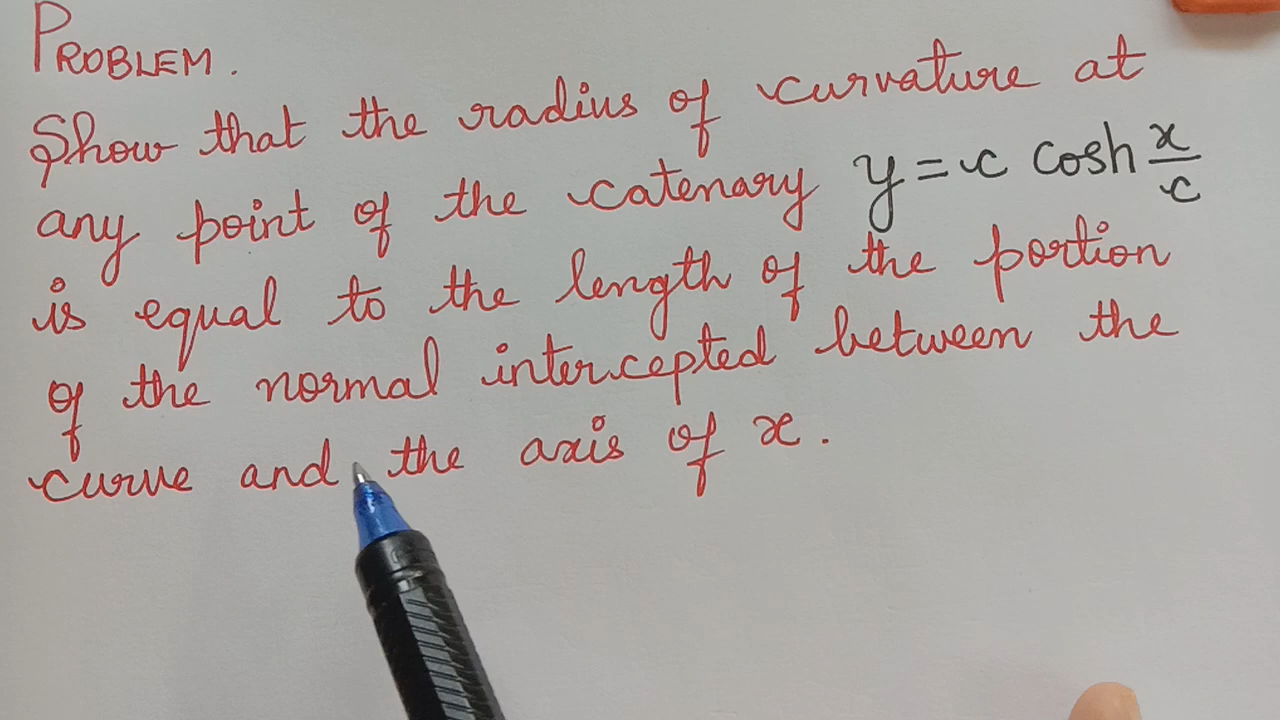 PROBLEM.
Show that the radius of curvature at
any point of the catenary y = c cosh x/c
is equal to the length of the portion
of the normal intercepted between the
curve and the axis of x.